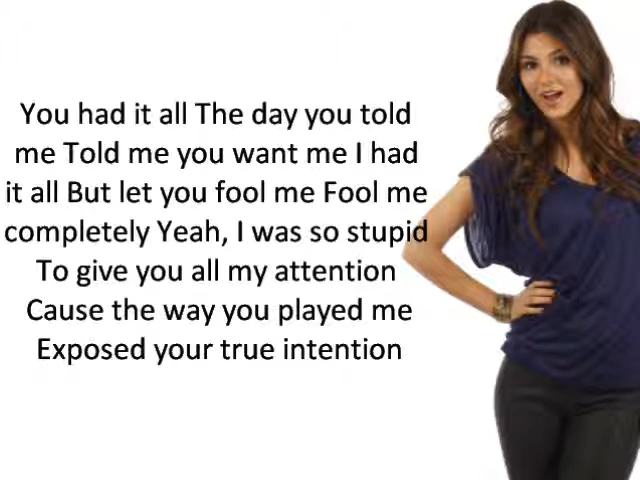 You had it all The day you told
me Told me you want me I had
it all But let you fool me Fool me
completely Yeah, I was so stupid
To give you all my attention
Cause the way you played me
Exposed your true intention